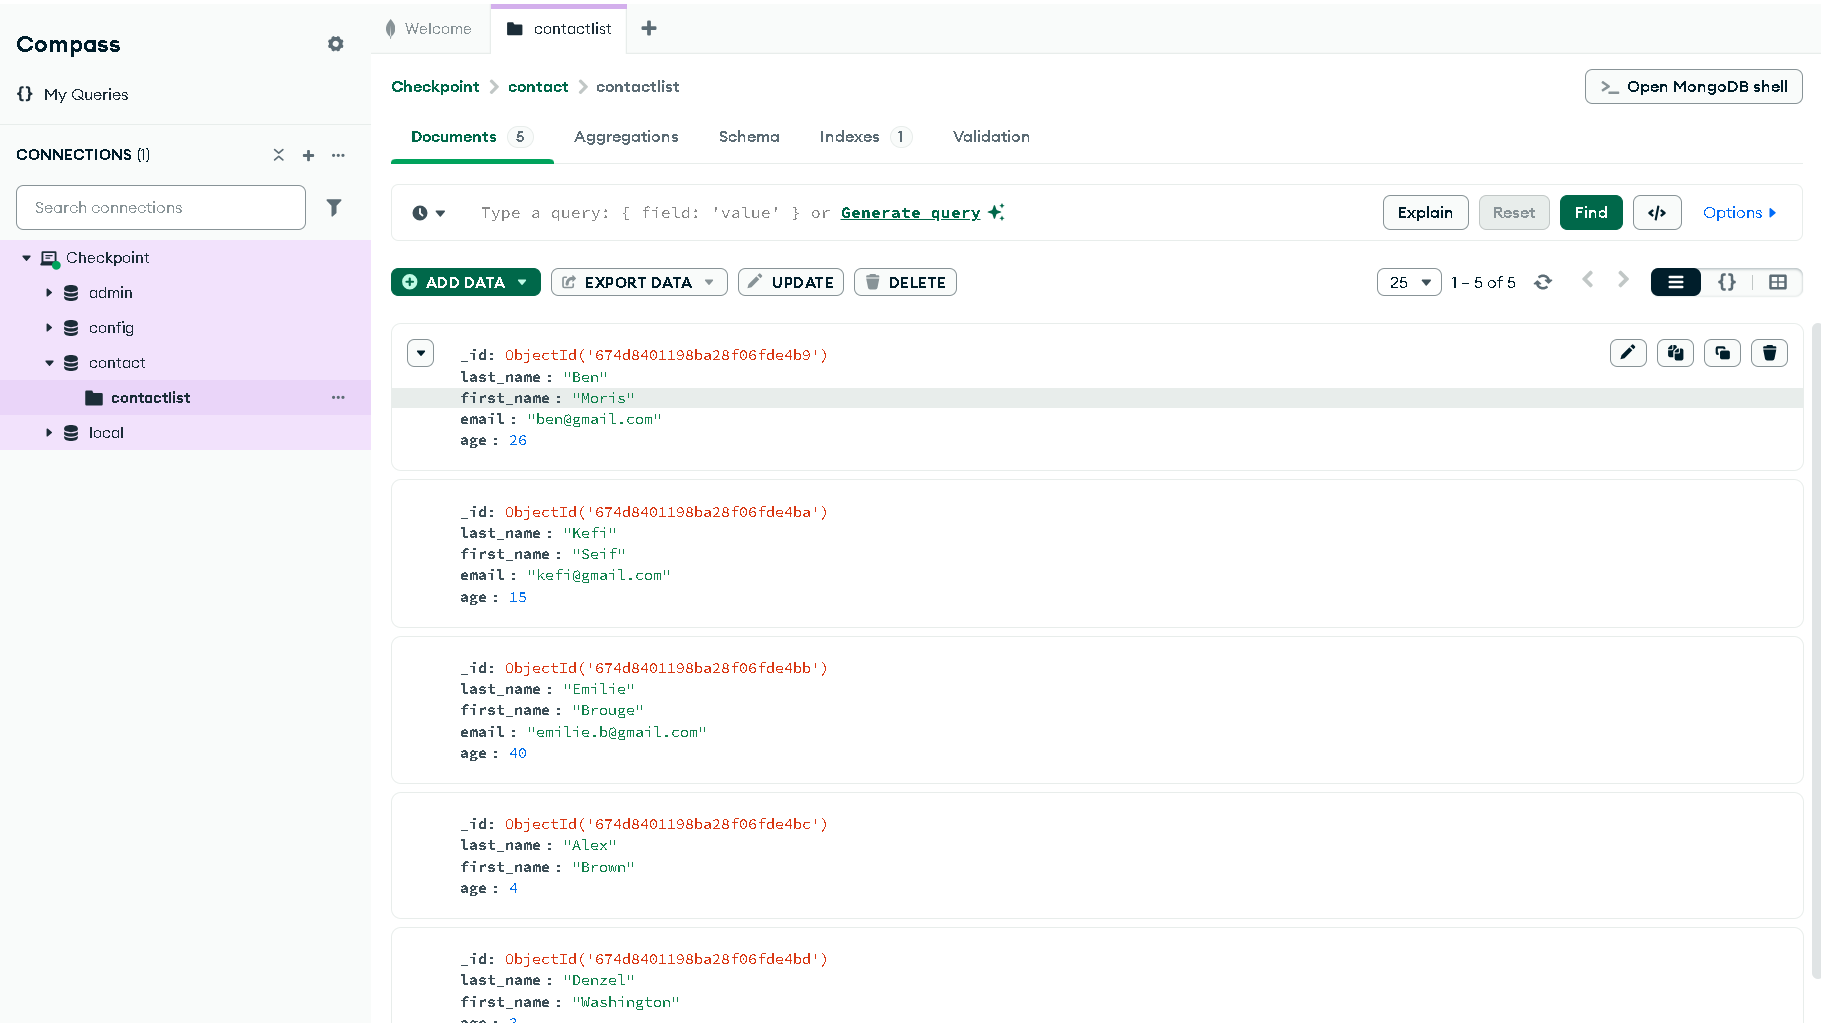 Compass
My Queries
CONNECTIONS (1)
Search connections
Checkpoint
admin
config
contact
contactlist
local
Welcome
contactlist
Checkpoint
contact
contactlist
Open MongoDB shell
Documents 5
Aggregations
Schema
Indexes 1
Validation
Type a query: { field: 'value' } or Generate query
Explain
Reset
Find
Options
ADD DATA
EXPORT DATA
UPDATE
DELETE
25
1 – 5 of 5
_id: ObjectId('674d8401198ba28f06fde4b9')
last_name : "Ben"
first_name : "Moris"
email : "ben@gmail.com"
age : 26
_id: ObjectId('674d8401198ba28f06fde4ba')
last_name : "Kefi"
first_name : "Seif"
email : "kefi@gmail.com"
age : 15
_id: ObjectId('674d8401198ba28f06fde4bb')
last_name : "Emilie"
first_name : "Brouge"
email : "emilie.b@gmail.com"
age : 40
_id: ObjectId('674d8401198ba28f06fde4bc')
last_name : "Alex"
first_name : "Brown"
age : 4
_id: ObjectId('674d8401198ba28f06fde4bd')
last_name : "Denzel"
first_name : "Washington"
age :